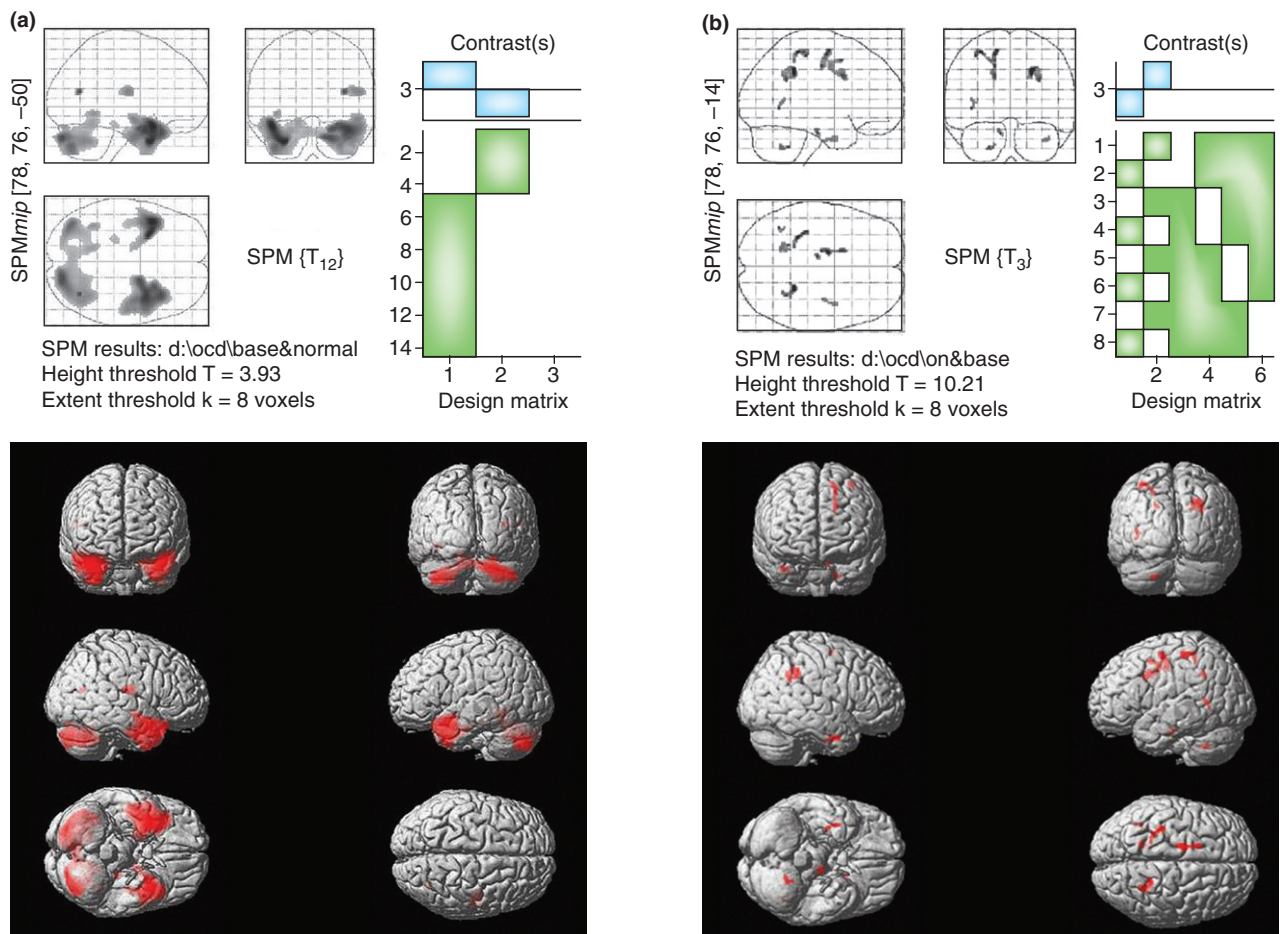 (a)
SPMmip [78, 76, –50]
Contrast(s)
3
2
4
6
8
10
12
14
SPM {T12}
1 2 3
Design matrix
SPM results: d:\ocd\base&normal
Height threshold T = 3.93
Extent threshold k = 8 voxels
(b)
SPMmip [78, 76, –14]
Contrast(s)
3
1
2
3
4
5
6
7
8
SPM {T3}
2 4 6
Design matrix
SPM results: d:\ocd\on&base
Height threshold T = 10.21
Extent threshold k = 8 voxels